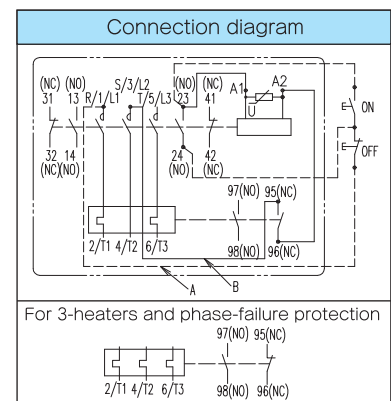 Connection diagram
(NC) (NO) S/3/L2 (NO) (NC) A1 A2
31 13 R/1/L1 T/5/L3 23 41
U
ON
OFF
32 14 24 42
(NC)(NO) (NO) (NC)
97(NO) 95(NC)
2/T1 4/T2 6/T3 98(NO) 96(NC)
A B
For 3-heaters and phase-failure protection
97(NO) 95(NC)
2/T1 4/T2 6/T3 98(NO) 96(NC)